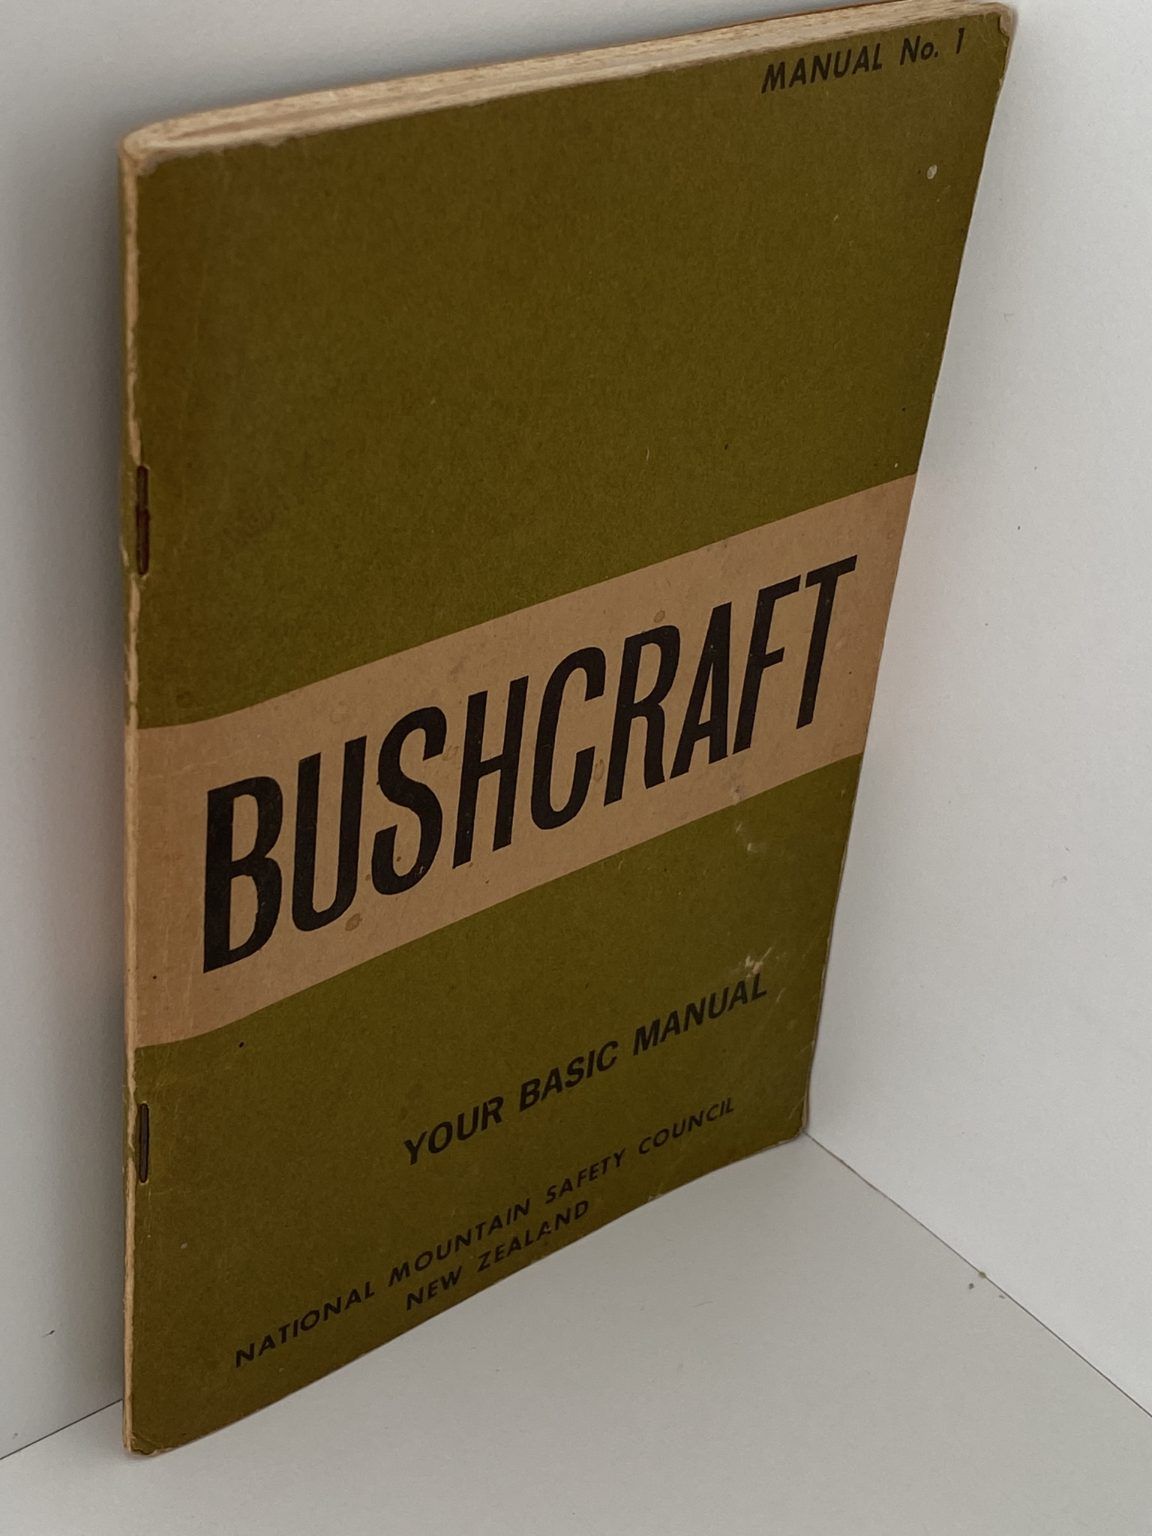 MANUAL No. 1
BUSHCRAFT
YOUR BASIC MANUAL
NATIONAL MOUNTAIN SAFETY COUNCIL
NEW ZEALAND